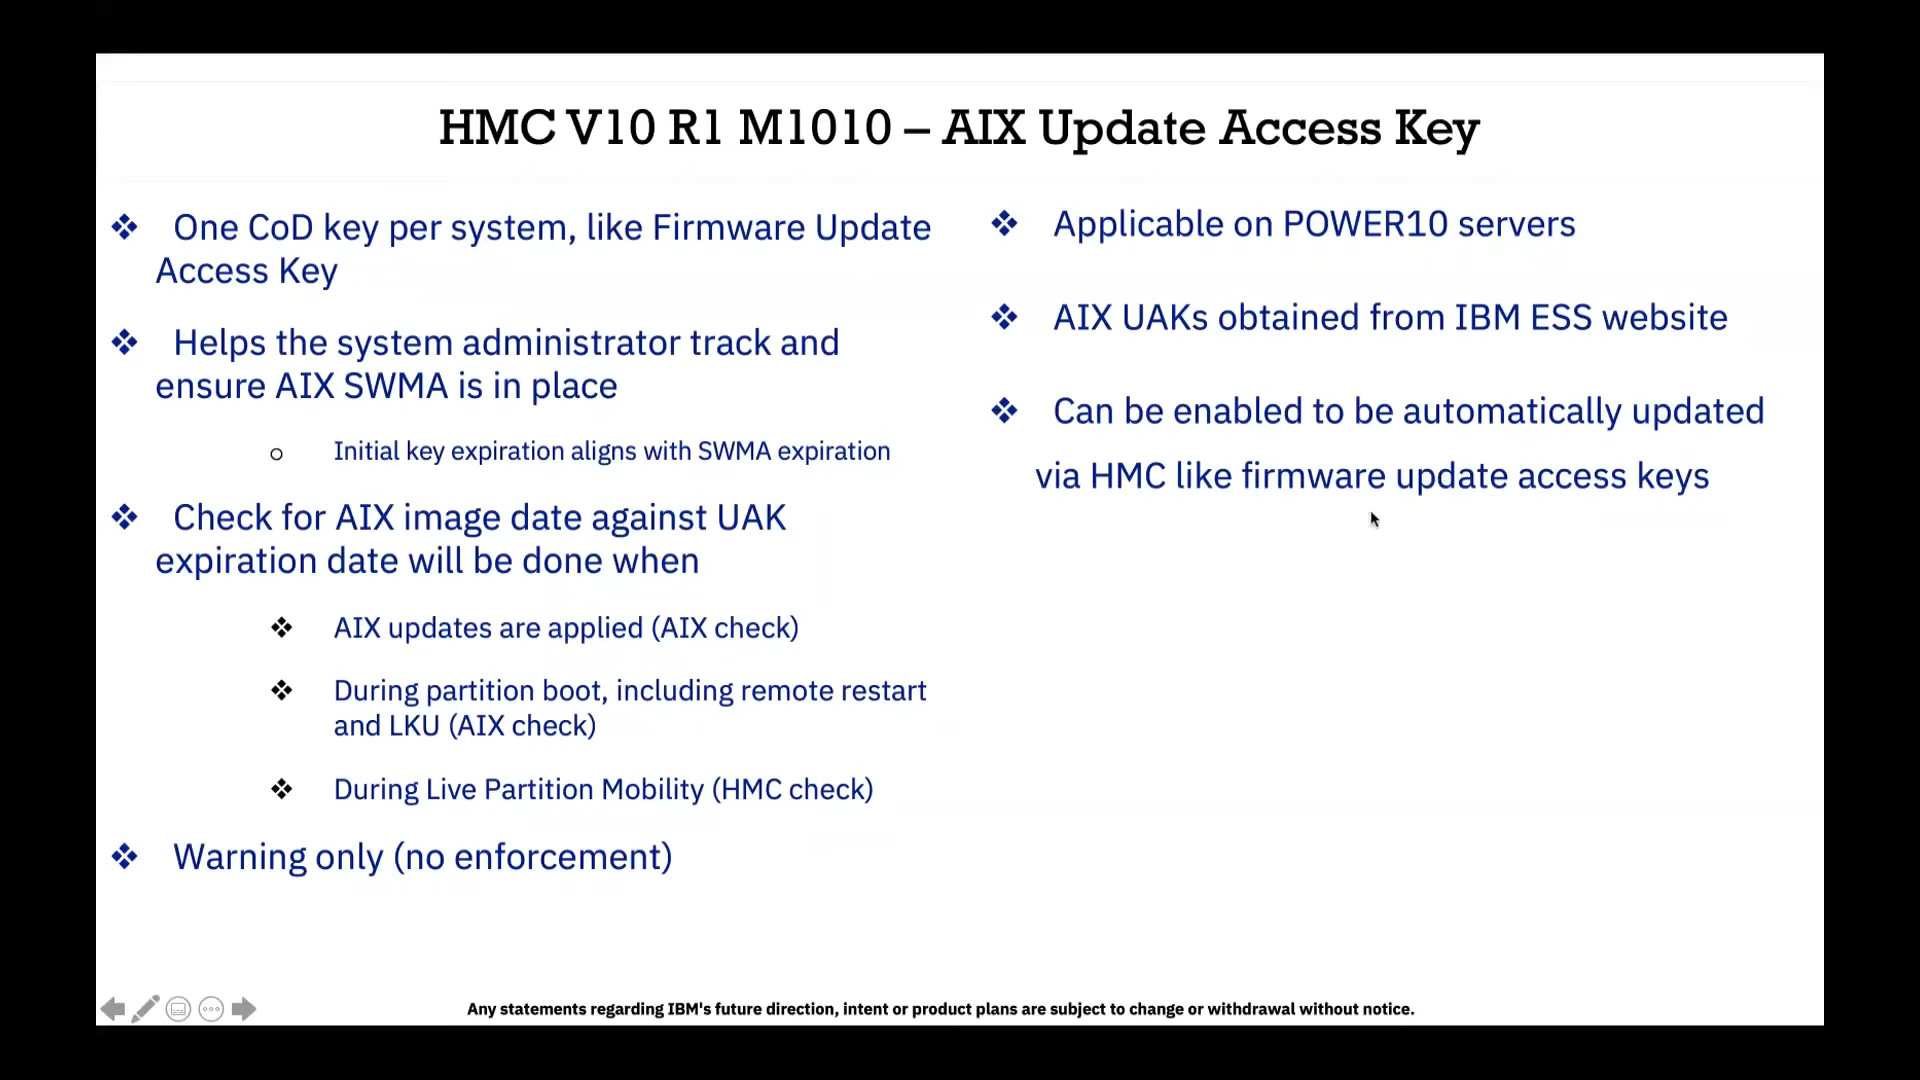 HMC V10 R1 M1010 – AIX Update Access Key
❖ One CoD key per system, like Firmware Update
Access Key
❖ Helps the system administrator track and
ensure AIX SWMA is in place
o Initial key expiration aligns with SWMA expiration
❖ Check for AIX image date against UAK
expiration date will be done when
❖ AIX updates are applied (AIX check)
❖ During partition boot, including remote restart
and LKU (AIX check)
❖ During Live Partition Mobility (HMC check)
❖ Warning only (no enforcement)
❖ Applicable on POWER10 servers
❖ AIX UAKs obtained from IBM ESS website
❖ Can be enabled to be automatically updated
via HMC like firmware update access keys
Any statements regarding IBM's future direction, intent or product plans are subject to change or withdrawal without notice.